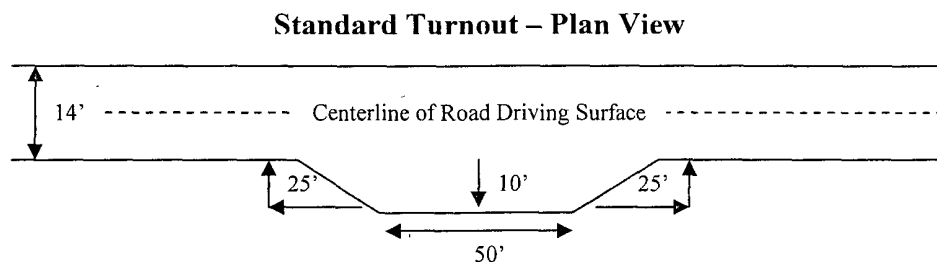 Standard Turnout – Plan View
14’
Centerline of Road Driving Surface
25’
10’
25’
50’